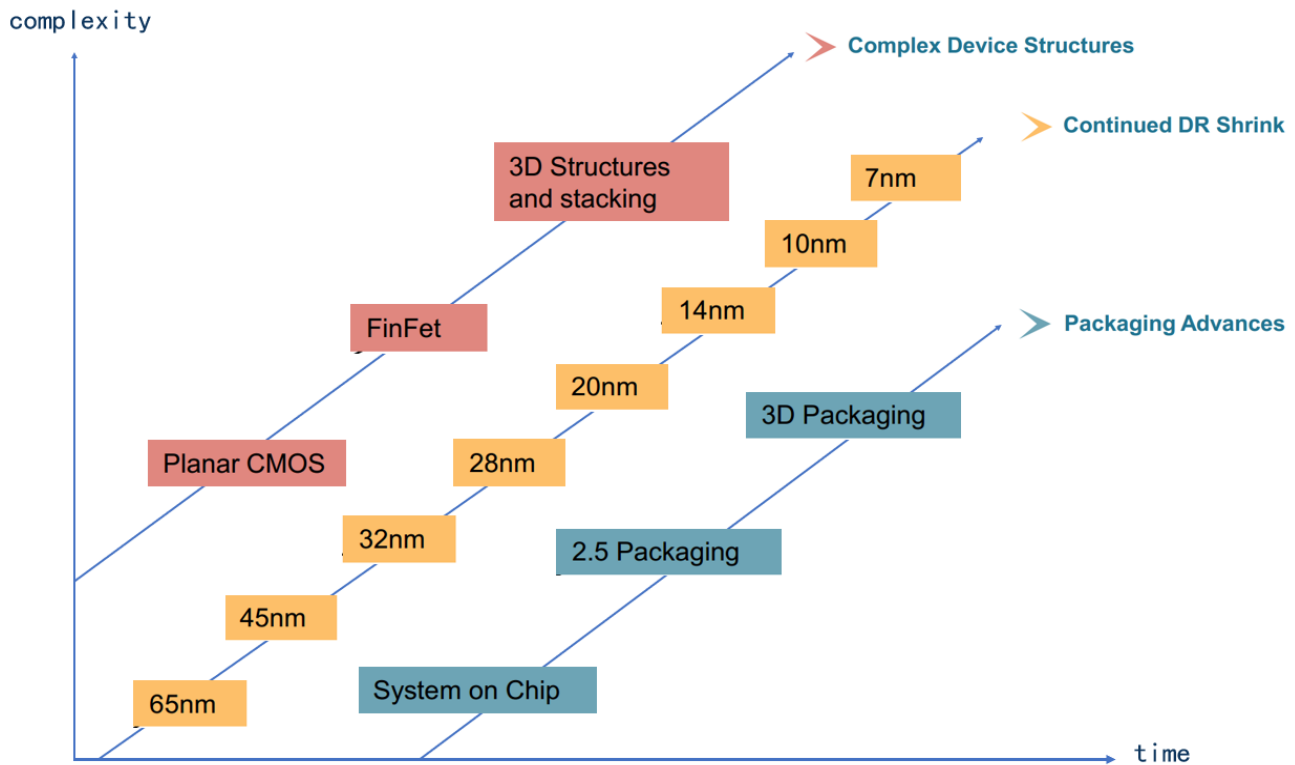 complexity
Complex Device Structures
Continued DR Shrink
3D Structures
and stacking
7nm
10nm
14nm
FinFet
Packaging Advances
20nm
3D Packaging
Planar CMOS
28nm
32nm
2.5 Packaging
45nm
System on Chip
65nm
time